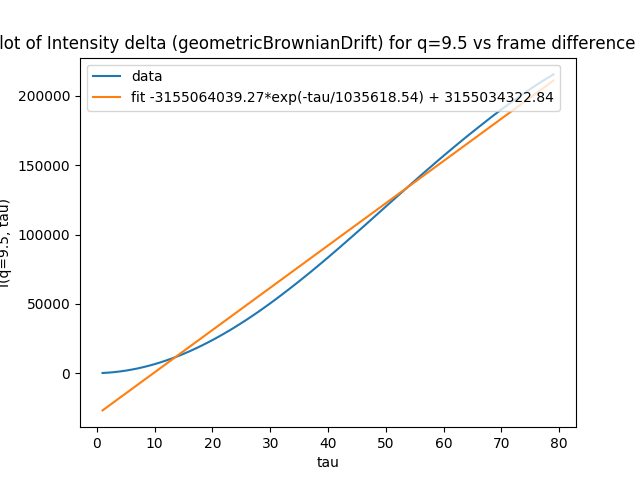 lot of Intensity delta (geometricBrownianDrift) for q=9.5 vs frame difference
data
fit -3155064039.27*exp(-tau/1035618.54) + 3155034322.84
200000
150000
100000
50000
0
I(q=9.5, tau)
0 10 20 30 40 50 60 70 80
tau